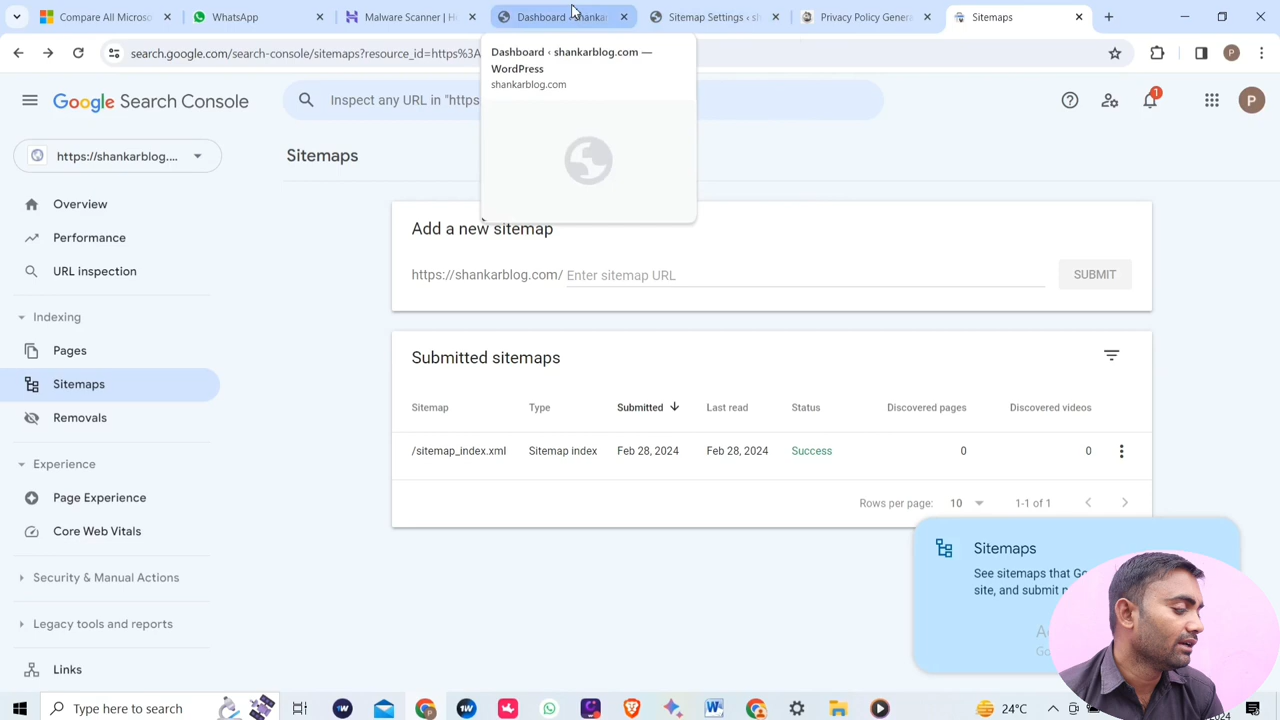 Compare All Microsof
WhatsApp
Malware Scanner | H
Dashboard ‹ shankar
Sitemap Settings ‹ s
Privacy Policy Genera
Sitemaps
search.google.com/search-console/sitemaps?resource_id=https%3A
P
Dashboard ‹ shankarblog.com — WordPress
shankarblog.com
Google Search Console
Inspect any URL in "https
1
P
https://shankarblog....
Sitemaps
Overview
Performance
URL inspection
Indexing
Pages
Sitemaps
Removals
Experience
Page Experience
Core Web Vitals
Security & Manual Actions
Legacy tools and reports
Links
Add a new sitemap
https://shankarblog.com/ Enter sitemap URL
SUBMIT
Submitted sitemaps
Sitemap Type Submitted Last read Status Discovered pages Discovered videos
/sitemap_index.xml Sitemap index Feb 28, 2024 Feb 28, 2024 Success 0 0
Rows per page: 10 1-1 of 1
Sitemaps
See sitemaps that Go
site, and submit n
Type here to search
24°C